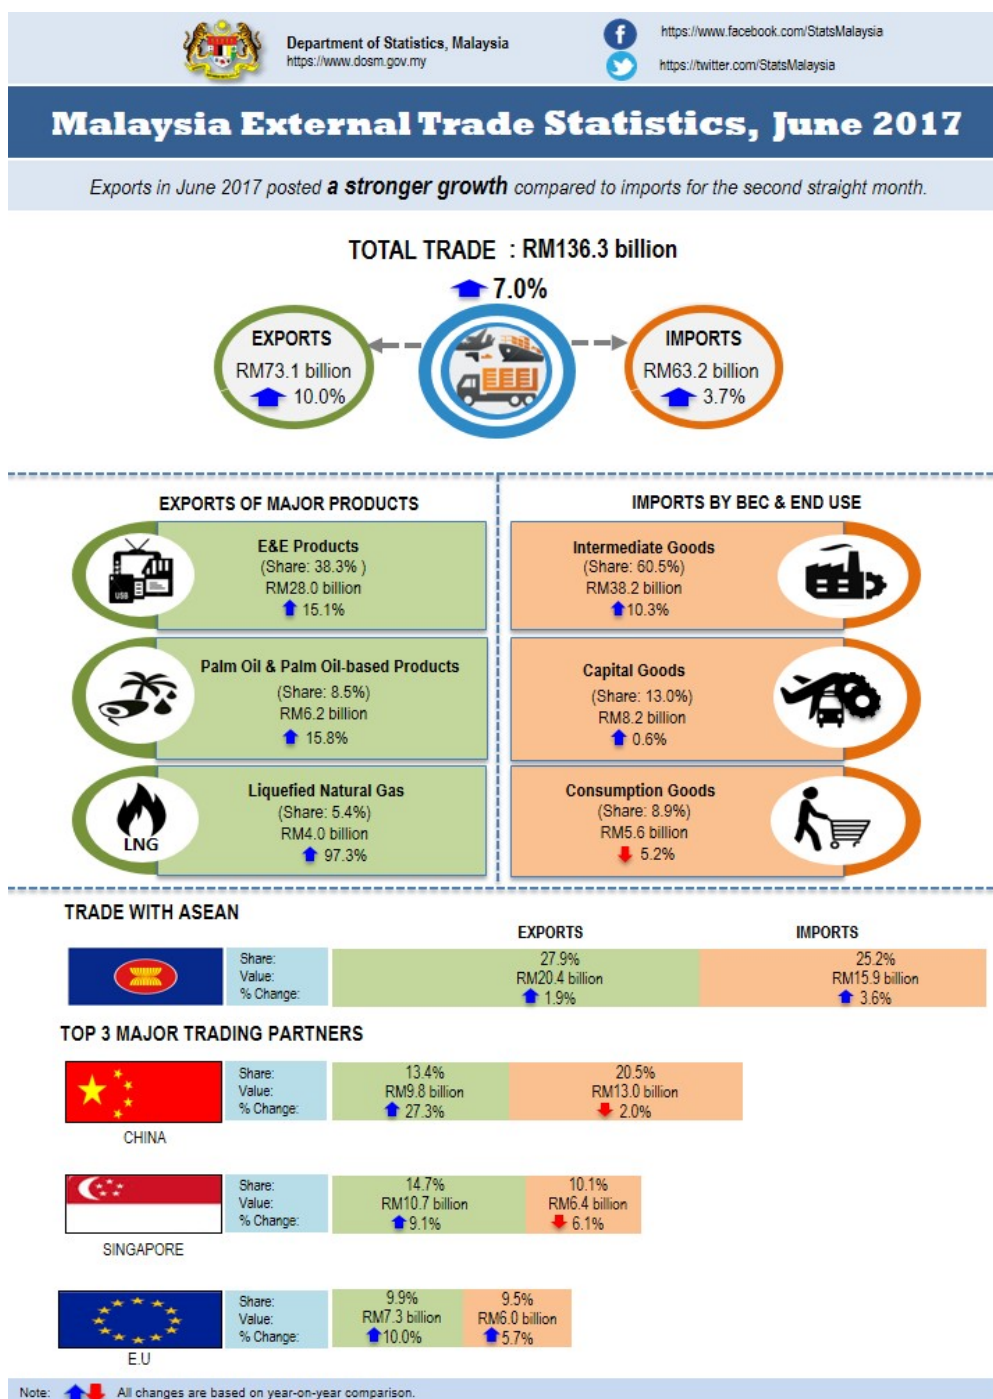 Department of Statistics, Malaysia
https://www.dosm.gov.my
https://www.facebook.com/StatsMalaysia
https://twitter.com/StatsMalaysia
Malaysia External Trade Statistics, June 2017
Exports in June 2017 posted a stronger growth compared to imports for the second straight month.
TOTAL TRADE : RM136.3 billion
7.0%
EXPORTS
RM73.1 billion
10.0%
IMPORTS
RM63.2 billion
3.7%
EXPORTS OF MAJOR PRODUCTS
USB
E&E Products
(Share: 38.3% )
RM28.0 billion
15.1%
Palm Oil & Palm Oil-based Products
(Share: 8.5%)
RM6.2 billion
15.8%
LNG
Liquefied Natural Gas
(Share: 5.4%)
RM4.0 billion
97.3%
IMPORTS BY BEC & END USE
Intermediate Goods
(Share: 60.5%)
RM38.2 billion
10.3%
Capital Goods
(Share: 13.0%)
RM8.2 billion
0.6%
Consumption Goods
(Share: 8.9%)
RM5.6 billion
5.2%
TRADE WITH ASEAN
EXPORTS IMPORTS
Share: 27.9% 25.2%
Value: RM20.4 billion RM15.9 billion
% Change: 1.9% 3.6%
TOP 3 MAJOR TRADING PARTNERS
Share: 13.4% 20.5%
Value: RM9.8 billion RM13.0 billion
% Change: 27.3% 2.0%
CHINA
Share: 14.7% 10.1%
Value: RM10.7 billion RM6.4 billion
% Change: 9.1% 6.1%
SINGAPORE
Share: 9.9% 9.5%
Value: RM7.3 billion RM6.0 billion
% Change: 10.0% 5.7%
E.U
Note: All changes are based on year-on-year comparison.